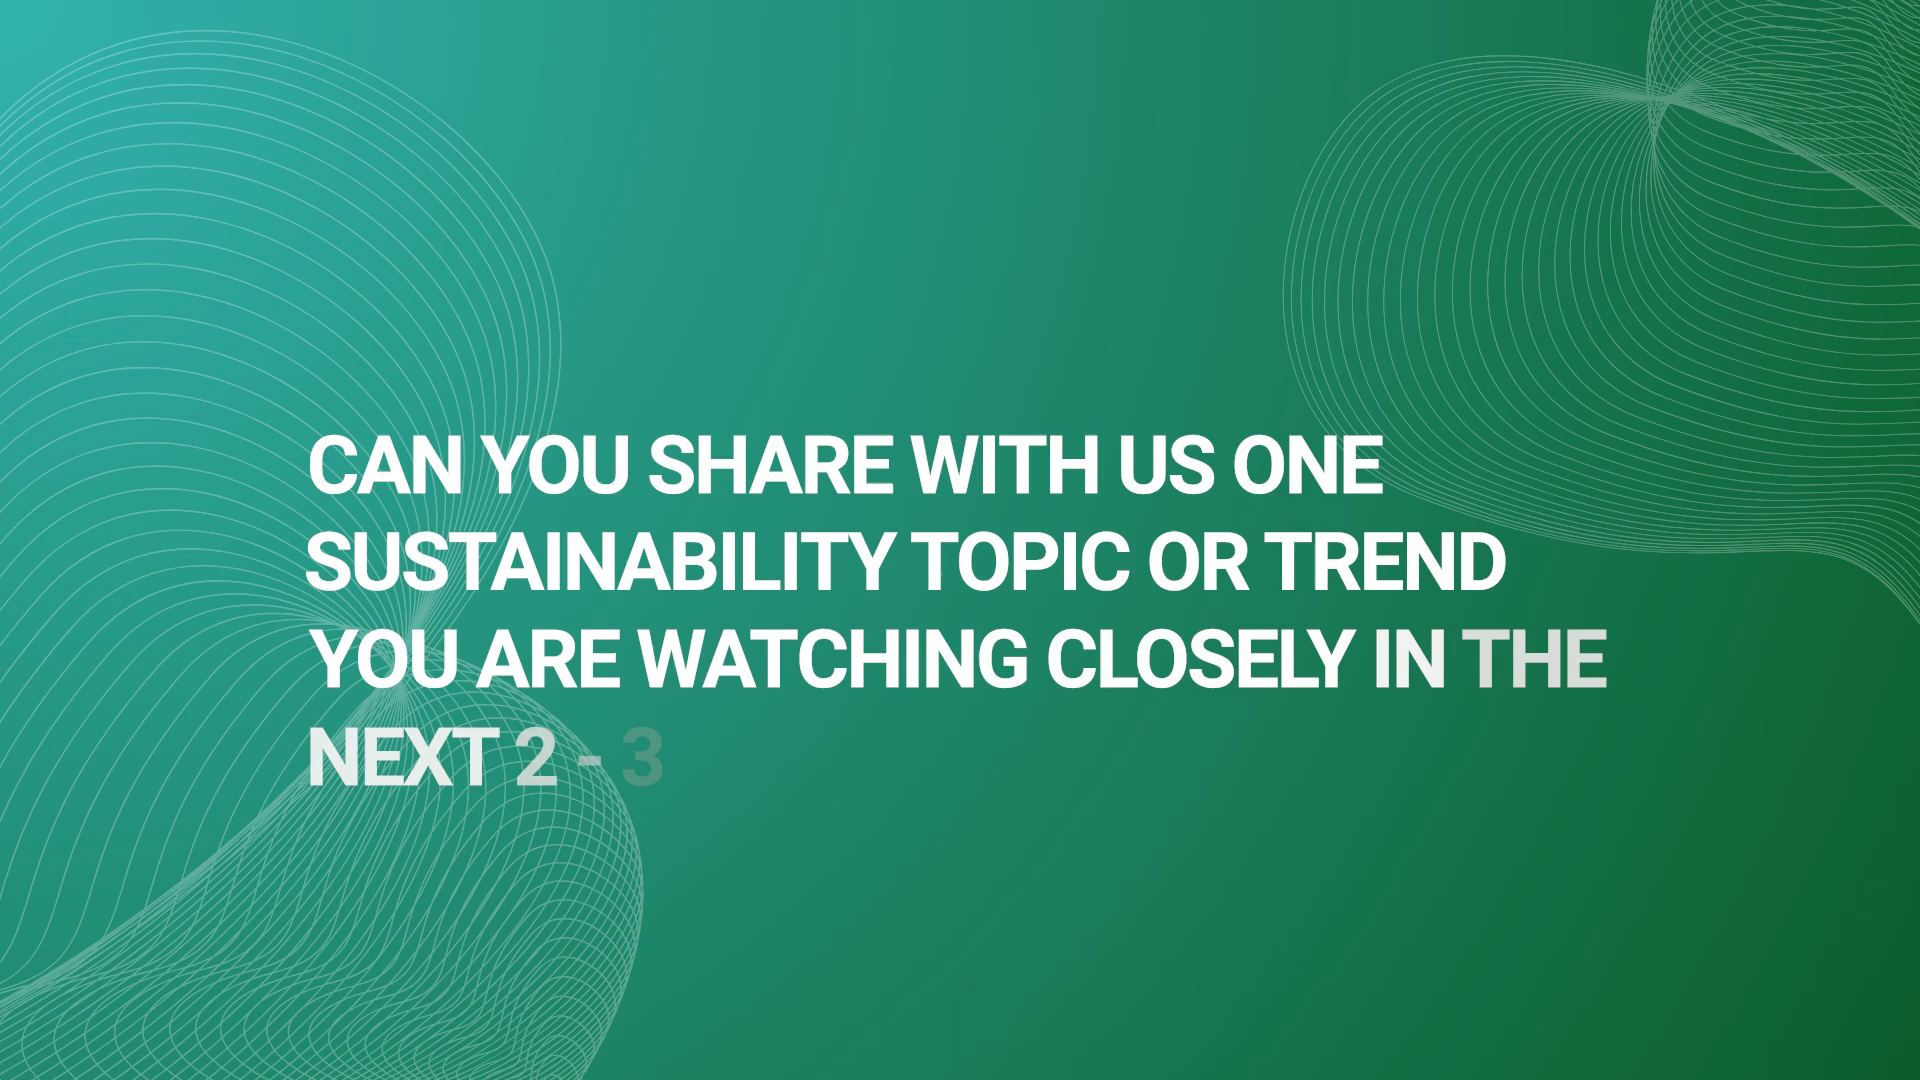 CAN YOU SHARE WITH US ONE
SUSTAINABILITY TOPIC OR TREND
YOU ARE WATCHING CLOSELY IN THE
NEXT 2 - 3